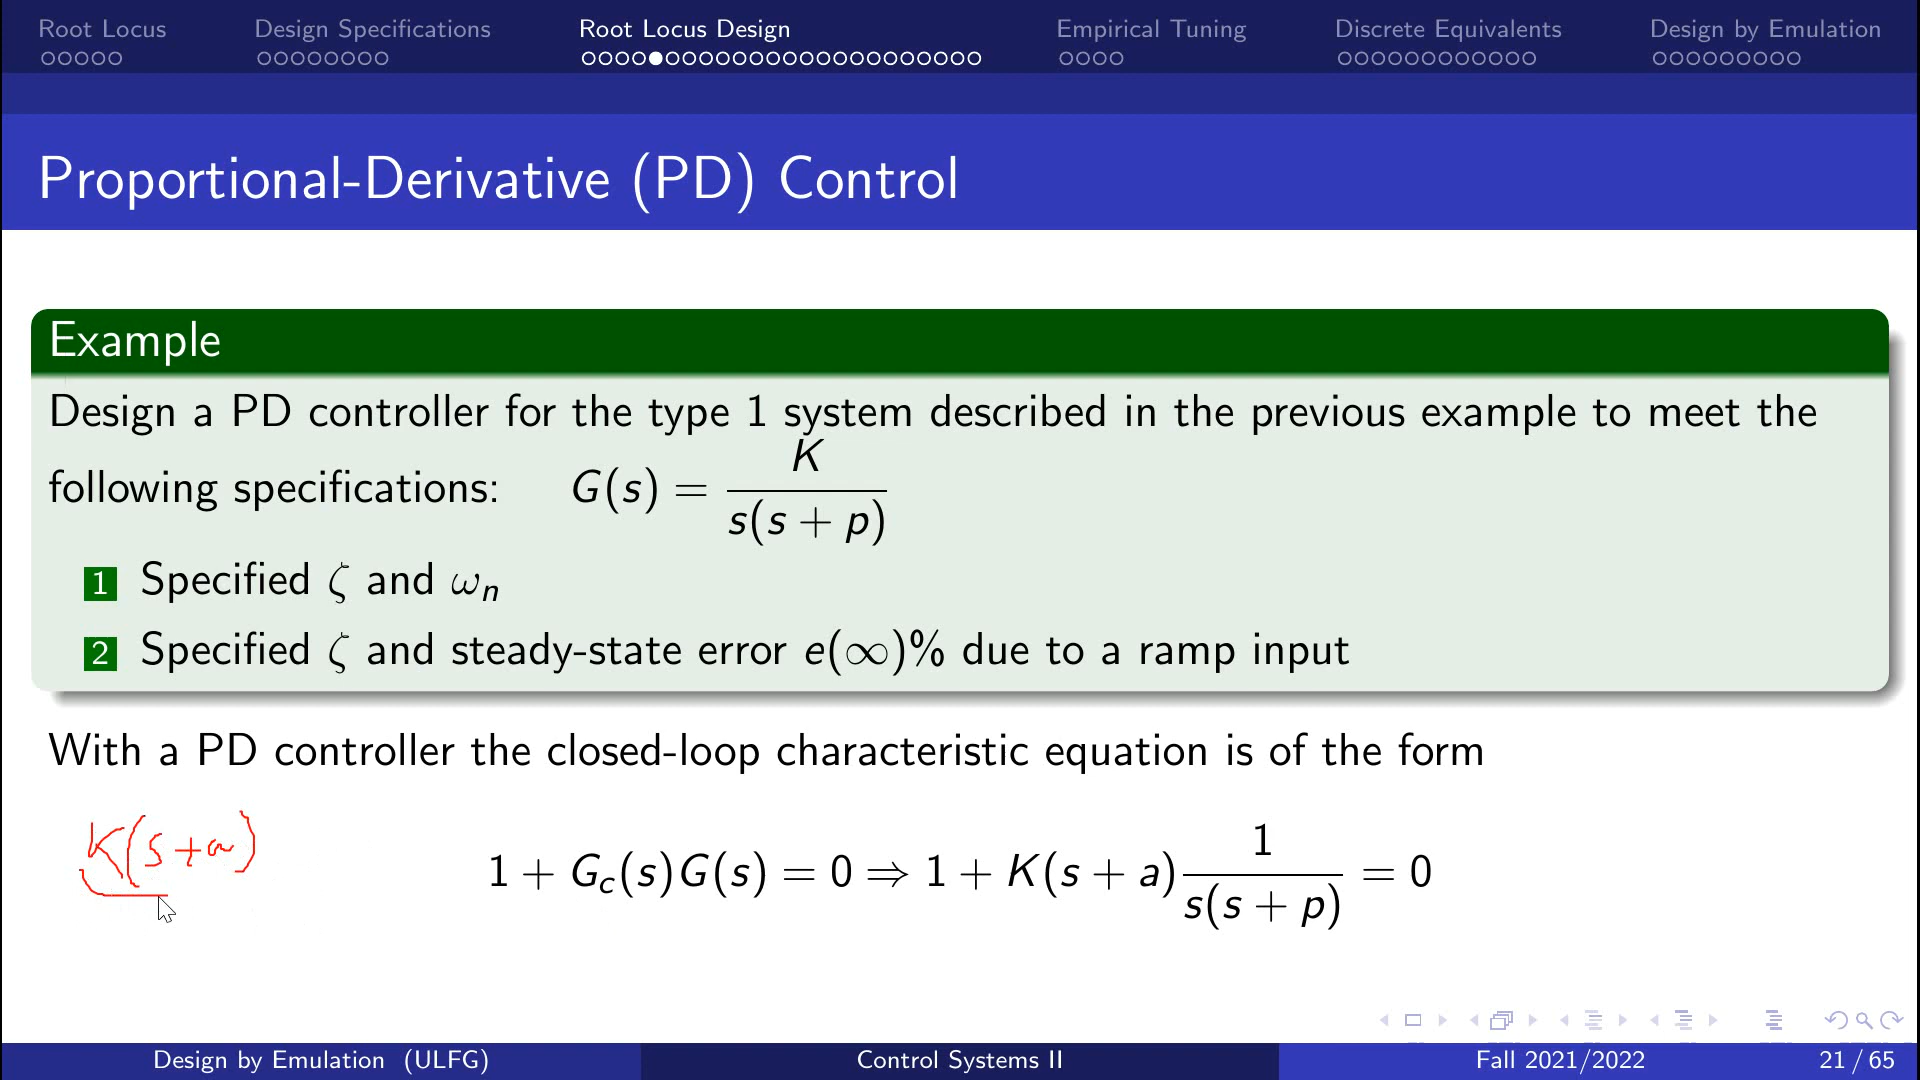 Root Locus Design Specifications Root Locus Design Empirical Tuning Discrete Equivalents Design by Emulation
Proportional-Derivative (PD) Control
Example
Design a PD controller for the type 1 system described in the previous example to meet the
following specifications: G(s) = K / s(s + p)
1 Specified ζ and ωn
2 Specified ζ and steady-state error e(∞)% due to a ramp input
With a PD controller the closed-loop characteristic equation is of the form
K(s+a)
1 + Gc(s)G(s) = 0 ⇒ 1 + K(s + a) 1 / s(s + p) = 0
Design by Emulation (ULFG) Control Systems II Fall 2021/2022 21 / 65